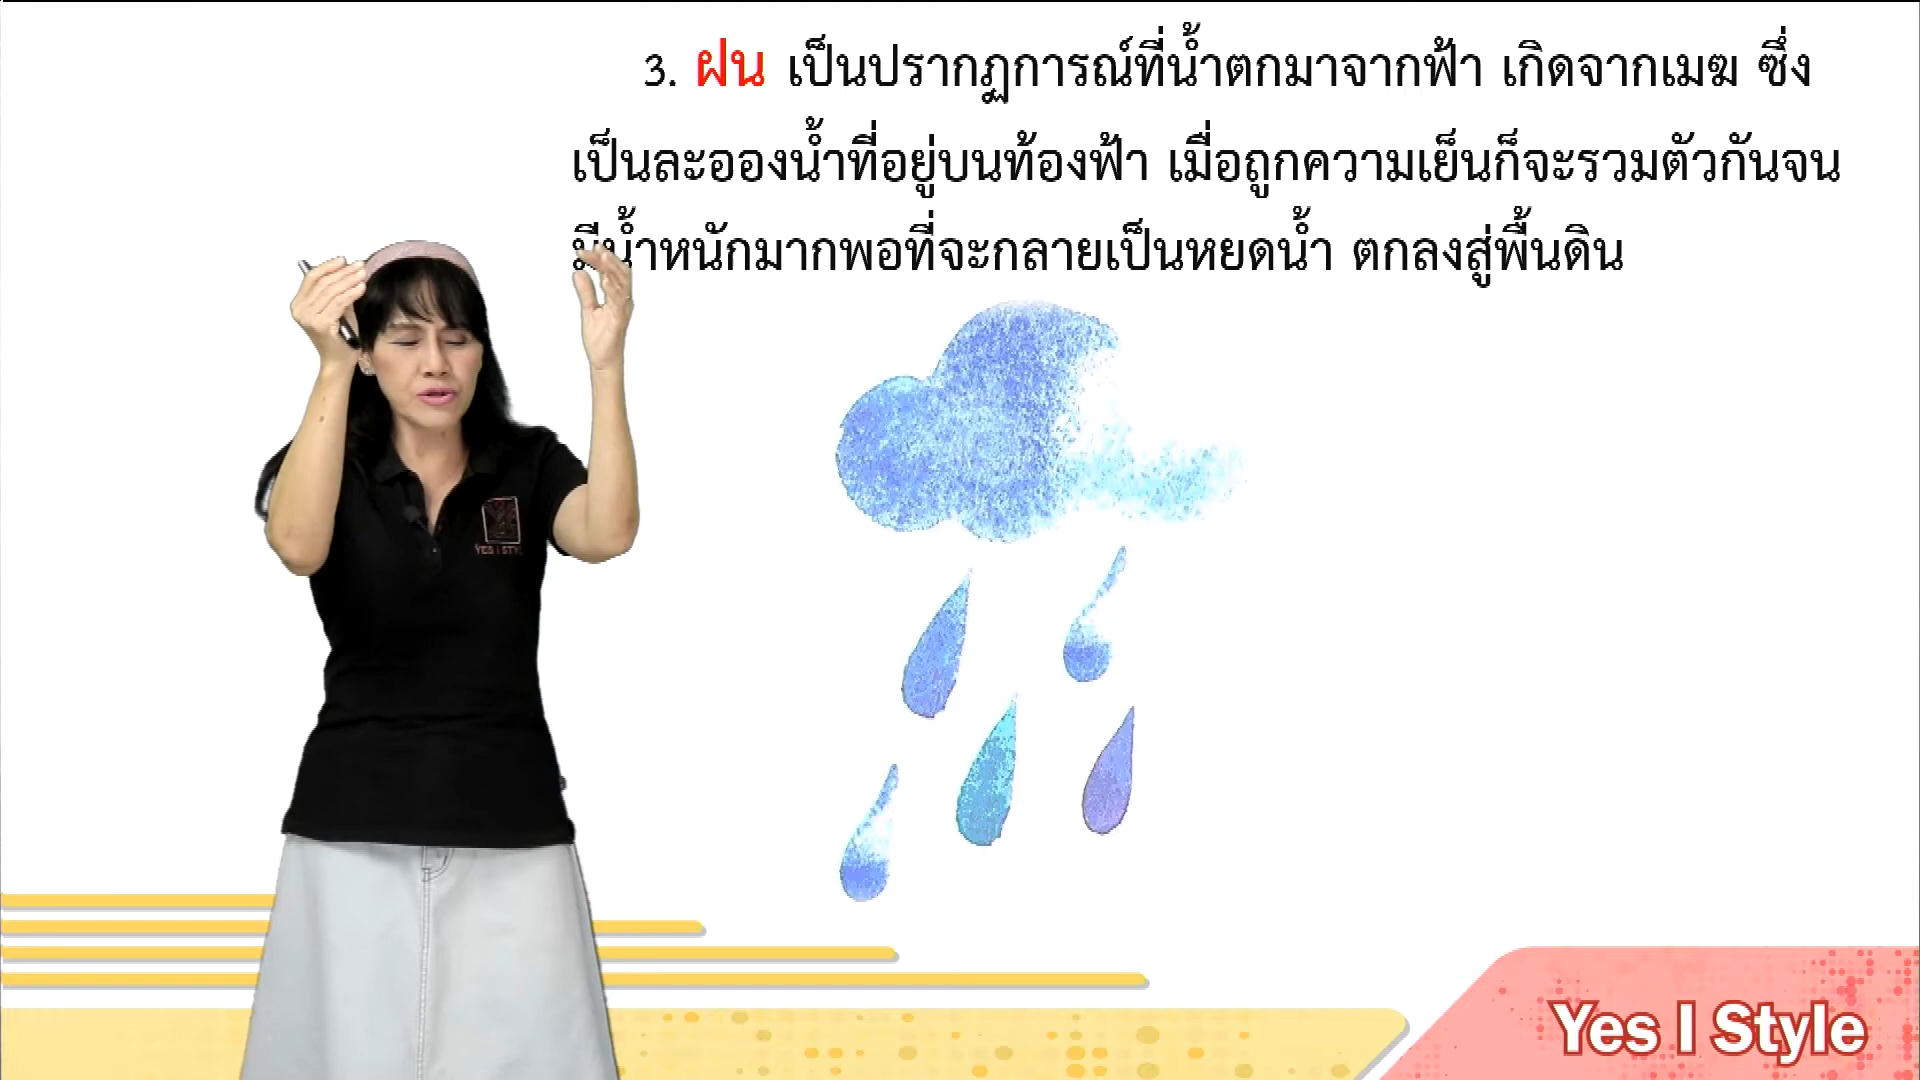 3. ฝน เป็นปรากฏการณ์ที่น้ำตกมาจากฟ้า เกิดจากเมฆ ซึ่ง
เป็นละอองน้ำที่อยู่บนท้องฟ้า เมื่อถูกความเย็นก็จะรวมตัวกันจน
มีน้ำหนักมากพอที่จะกลายเป็นหยดน้ำ ตกลงสู่พื้นดิน
YES I STYLE
Yes I Style